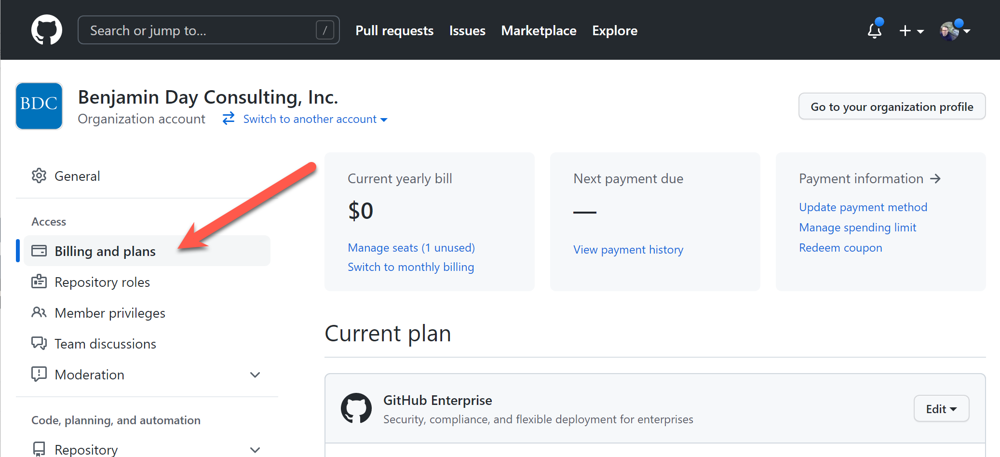 Search or jump to...
/
Pull requests
Issues
Marketplace
Explore
BDC
Benjamin Day Consulting, Inc.
Organization account
Switch to another account
Go to your organization profile
General
Access
Billing and plans
Repository roles
Member privileges
Team discussions
Moderation
Code, planning, and automation
Repository
Current yearly bill
$0
Manage seats (1 unused)
Switch to monthly billing
Next payment due
—
View payment history
Payment information →
Update payment method
Manage spending limit
Redeem coupon
Current plan
GitHub Enterprise
Security, compliance, and flexible deployment for enterprises
Edit